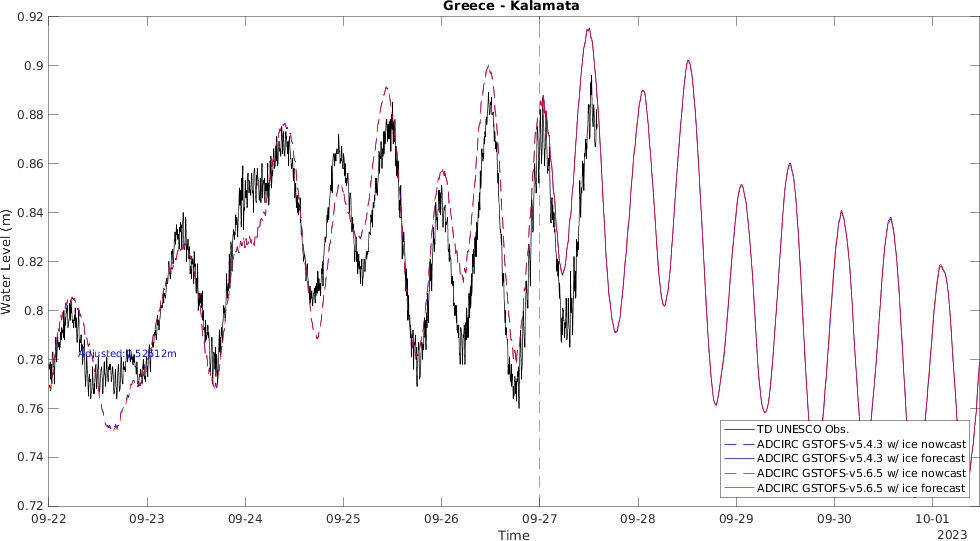 Greece - Kalamata
0.92
0.9
0.88
0.86
0.84
0.82
0.8
0.78
0.76
0.74
0.72
Water Level (m)
TD UNESCO Obs.
ADCIRC GSTOFS-v5.4.3 w/ ice nowcast
ADCIRC GSTOFS-v5.4.3 w/ ice forecast
ADCIRC GSTOFS-v5.6.5 w/ ice nowcast
ADCIRC GSTOFS-v5.6.5 w/ ice forecast
09-22 09-23 09-24 09-25 09-26 09-27 09-28 09-29 09-30 10-01
Time
2023